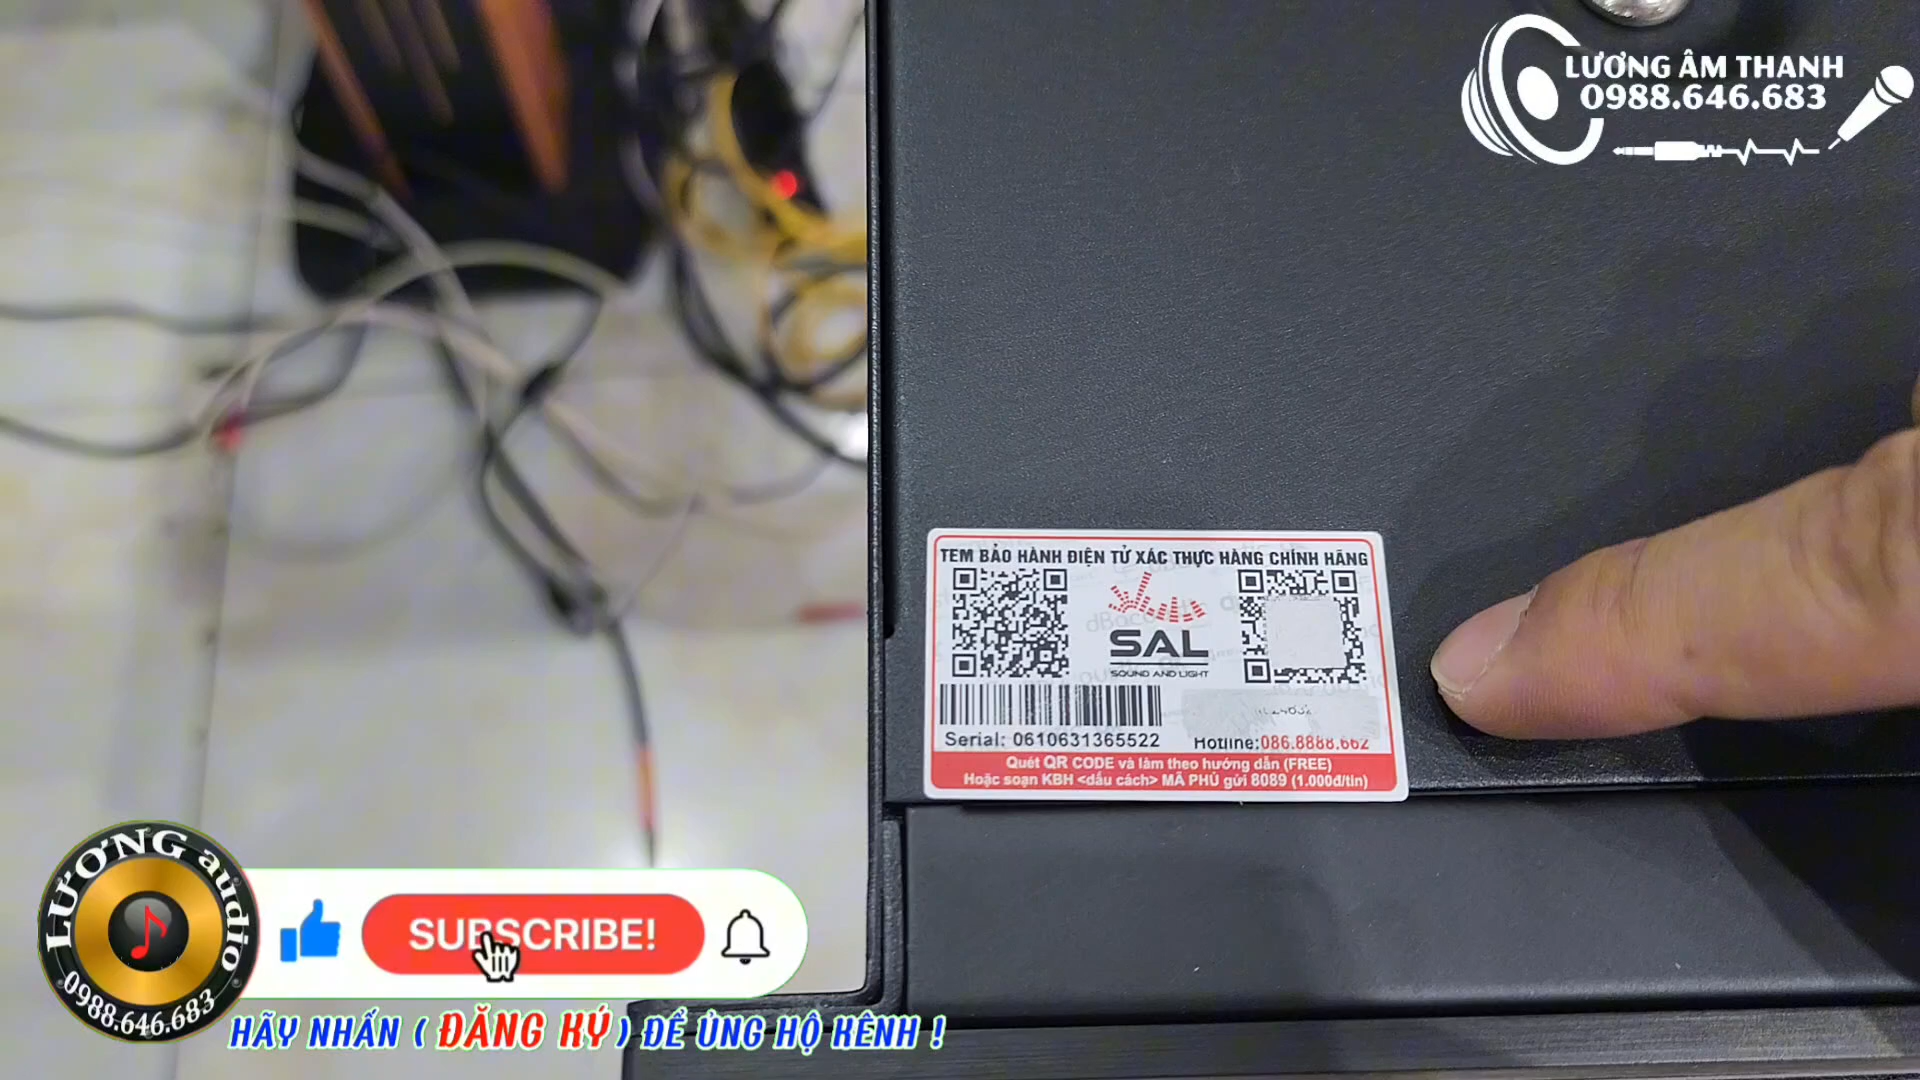 LƯƠNG ÂM THANH
0988.646.683
TEM BẢO HÀNH ĐIỆN TỬ XÁC THỰC HÀNG CHÍNH HÃNG
SAL
SOUND AND LIGHT
Serial: 0610631365522
Hotline:086.8888.662
Quét QR CODE và làm theo hướng dẫn (FREE)
Hoặc soạn KBH <dấu cách> MÃ PHỦ gửi 8089 (1.000đ/tin)
LƯƠNG audio
0988.646.683
SUBSCRIBE!
HÃY NHẤN ( ĐĂNG KÝ ) ĐỂ ỦNG HỘ KÊNH !